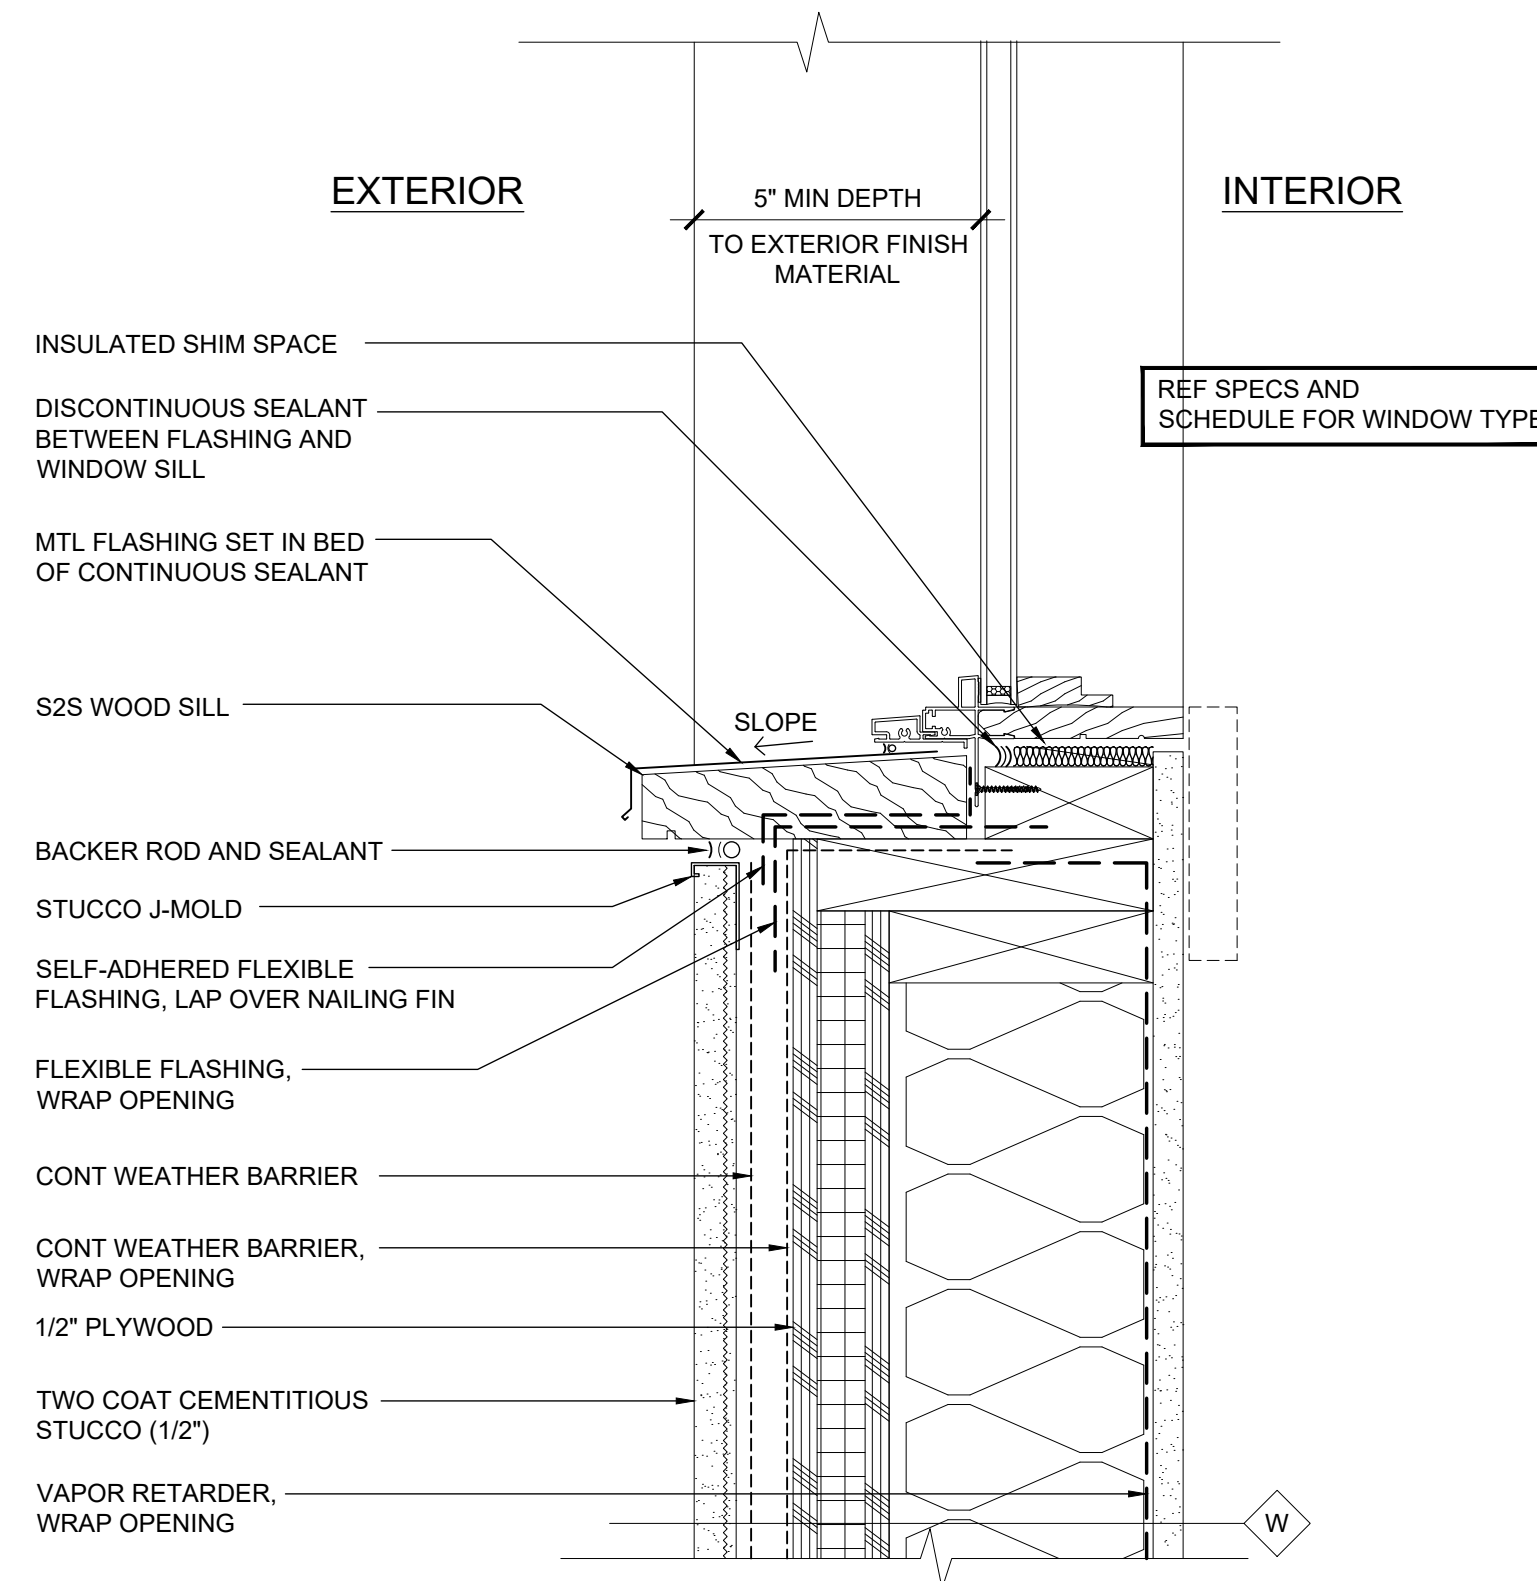 EXTERIOR
5" MIN DEPTH
TO EXTERIOR FINISH
MATERIAL
INTERIOR
INSULATED SHIM SPACE
DISCONTINUOUS SEALANT
BETWEEN FLASHING AND
WINDOW SILL
REF SPECS AND
SCHEDULE FOR WINDOW TYPE
MTL FLASHING SET IN BED
OF CONTINUOUS SEALANT
S2S WOOD SILL
SLOPE
BACKER ROD AND SEALANT
STUCCO J-MOLD
SELF-ADHERED FLEXIBLE
FLASHING, LAP OVER NAILING FIN
FLEXIBLE FLASHING,
WRAP OPENING
CONT WEATHER BARRIER
CONT WEATHER BARRIER,
WRAP OPENING
1/2" PLYWOOD
TWO COAT CEMENTITIOUS
STUCCO (1/2")
VAPOR RETARDER,
WRAP OPENING
W